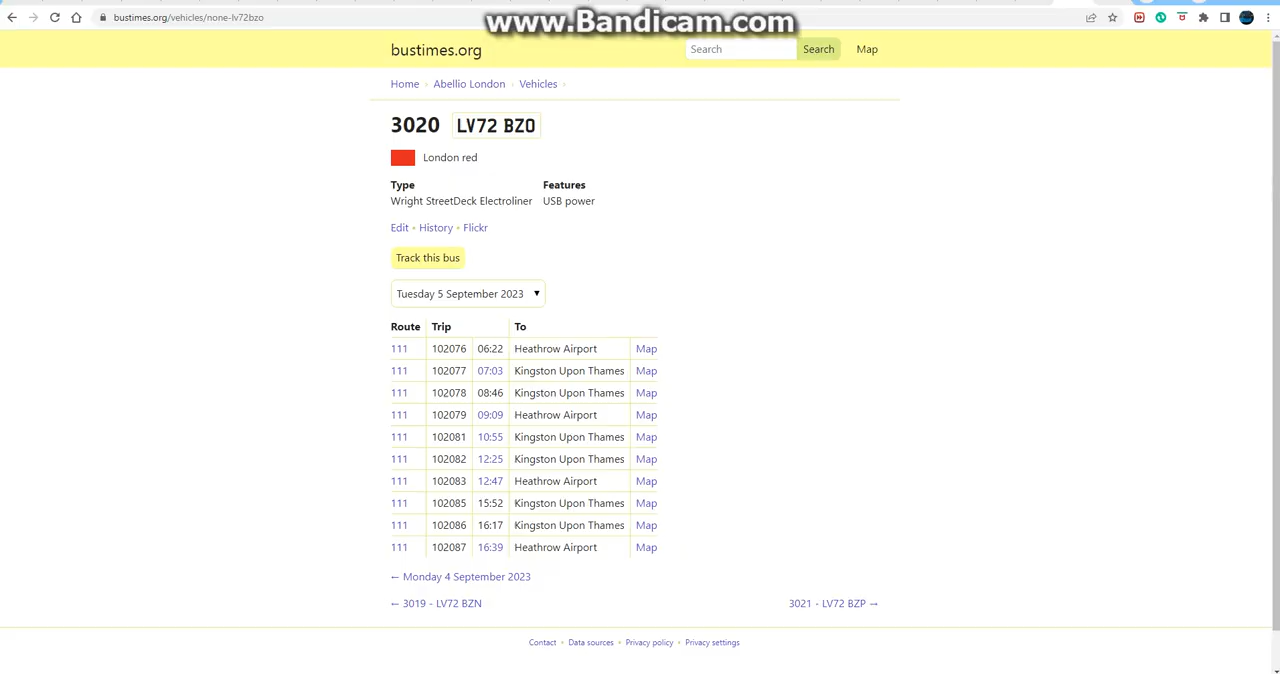 www.Bandicam.com
bustimes.org/vehicles/none-lv72bzo
bustimes.org Search Search Map
Home › Abellio London › Vehicles ›
3020 LV72 BZO
London red
Type Features
Wright StreetDeck Electroliner USB power
Edit • History • Flickr
Track this bus
Tuesday 5 September 2023 ▼
Route Trip To
111 102076 06:22 Heathrow Airport Map
111 102077 07:03 Kingston Upon Thames Map
111 102078 08:46 Kingston Upon Thames Map
111 102079 09:09 Heathrow Airport Map
111 102081 10:55 Kingston Upon Thames Map
111 102082 12:25 Kingston Upon Thames Map
111 102083 12:47 Heathrow Airport Map
111 102085 15:52 Kingston Upon Thames Map
111 102086 16:17 Kingston Upon Thames Map
111 102087 16:39 Heathrow Airport Map
← Monday 4 September 2023
← 3019 - LV72 BZN 3021 - LV72 BZP →
Contact • Data sources • Privacy policy • Privacy settings